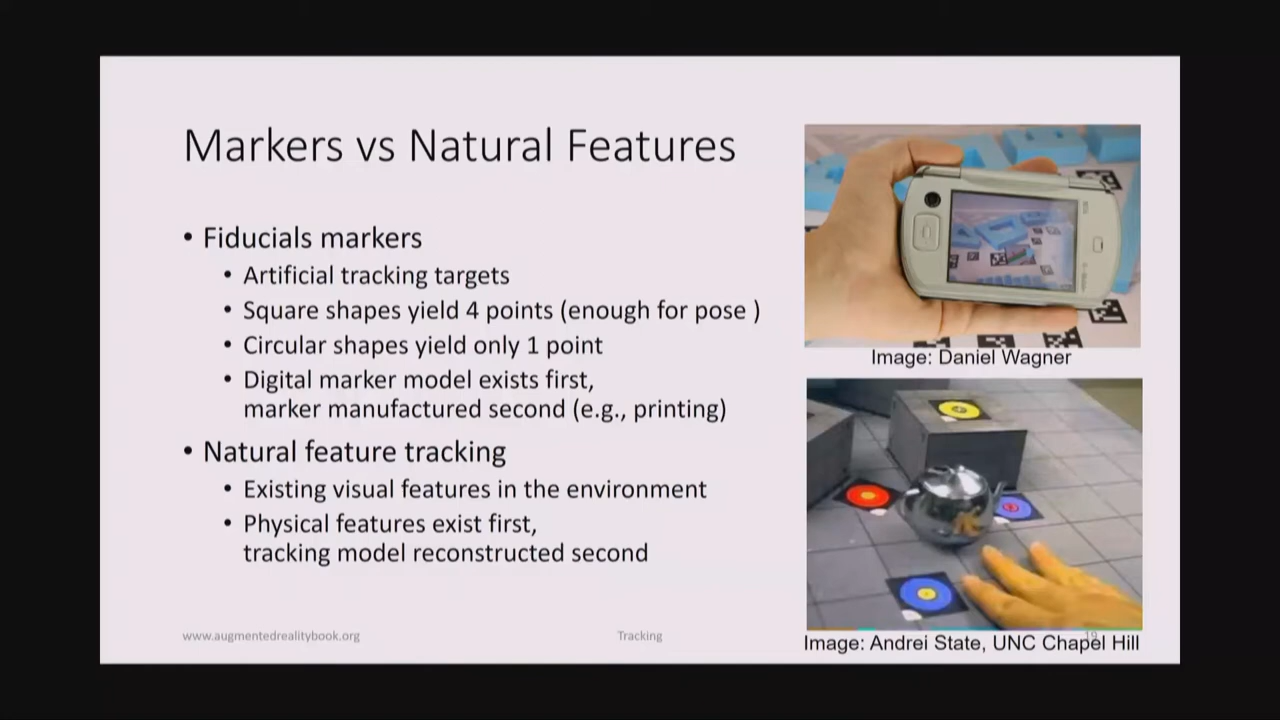 Markers vs Natural Features
• Fiducials markers
• Artificial tracking targets
• Square shapes yield 4 points (enough for pose )
• Circular shapes yield only 1 point
• Digital marker model exists first,
marker manufactured second (e.g., printing)
• Natural feature tracking
• Existing visual features in the environment
• Physical features exist first,
tracking model reconstructed second
Image: Daniel Wagner
Image: Andrei State, UNC Chapel Hill
www.augmentedrealitybook.org
Tracking
19